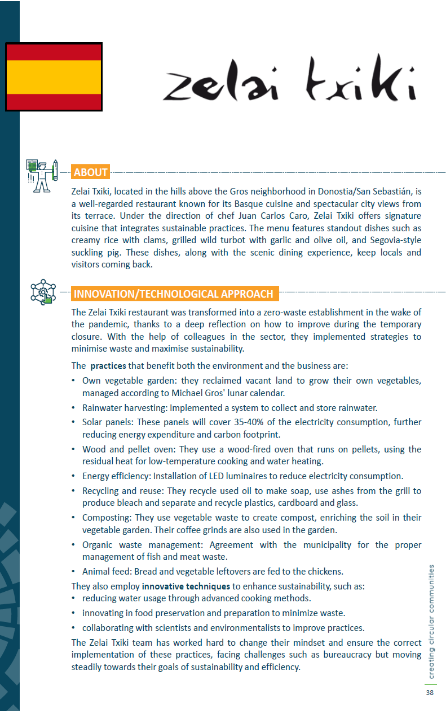 zelai txiki
ABOUT
Zelai Txiki, located in the hills above the Gros neighborhood in Donostia/San Sebastián, is
a well-regarded restaurant known for its Basque cuisine and spectacular city views from
its terrace. Under the direction of chef Juan Carlos Caro, Zelai Txiki offers signature
cuisine that integrates sustainable practices. The menu features standout dishes such as
creamy rice with clams, grilled wild turbot with garlic and olive oil, and Segovia-style
suckling pig. These dishes, along with the scenic dining experience, keep locals and
visitors coming back.
INNOVATION/TECHNOLOGICAL APPROACH
The Zelai Txiki restaurant was transformed into a zero-waste establishment in the wake of
the pandemic, thanks to a deep reflection on how to improve during the temporary
closure. With the help of colleagues in the sector, they implemented strategies to
minimise waste and maximise sustainability.
The practices that benefit both the environment and the business are:
• Own vegetable garden: they reclaimed vacant land to grow their own vegetables,
managed according to Michael Gros' lunar calendar.
• Rainwater harvesting: Implemented a system to collect and store rainwater.
• Solar panels: These panels will cover 35-40% of the electricity consumption, further
reducing energy expenditure and carbon footprint.
• Wood and pellet oven: They use a wood-fired oven that runs on pellets, using the
residual heat for low-temperature cooking and water heating.
• Energy efficiency: Installation of LED luminaires to reduce electricity consumption.
• Recycling and reuse: They recycle used oil to make soap, use ashes from the grill to
produce bleach and separate and recycle plastics, cardboard and glass.
• Composting: They use vegetable waste to create compost, enriching the soil in their
vegetable garden. Their coffee grinds are also used in the garden.
• Organic waste management: Agreement with the municipality for the proper
management of fish and meat waste.
• Animal feed: Bread and vegetable leftovers are fed to the chickens.
They also employ innovative techniques to enhance sustainability, such as:
• reducing water usage through advanced cooking methods.
• innovating in food preservation and preparation to minimize waste.
• collaborating with scientists and environmentalists to improve practices.
The Zelai Txiki team has worked hard to change their mindset and ensure the correct
implementation of these practices, facing challenges such as bureaucracy but moving
steadily towards their goals of sustainability and efficiency.
creating circular communities
38